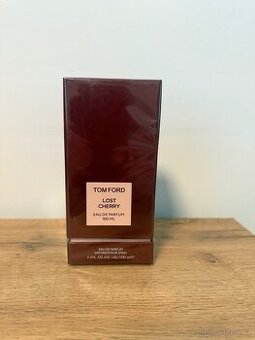 TOM FORD
LOST
CHERRY
EAU DE PARFUM
100 ML
EAU DE PARFUM
VAPORISATEUR SPRAY